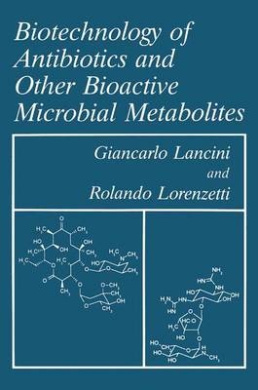 Biotechnology of
Antibiotics and
Other Bioactive
Microbial Metabolites
Giancarlo Lancini
and
Rolando Lorenzetti